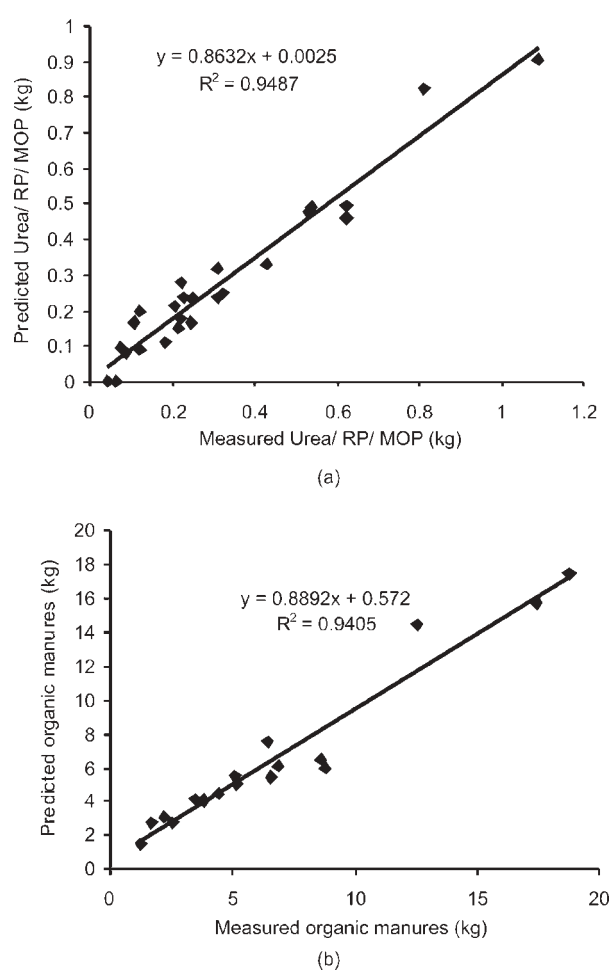 y = 0.8632x + 0.0025
R² = 0.9487
Predicted Urea/ RP/ MOP (kg)
1
0.9
0.8
0.7
0.6
0.5
0.4
0.3
0.2
0.1
0
0 0.2 0.4 0.6 0.8 1 1.2
Measured Urea/ RP/ MOP (kg)
(a)
y = 0.8892x + 0.572
R² = 0.9405
Predicted organic manures (kg)
20
18
16
14
12
10
8
6
4
2
0
0 5 10 15 20
Measured organic manures (kg)
(b)